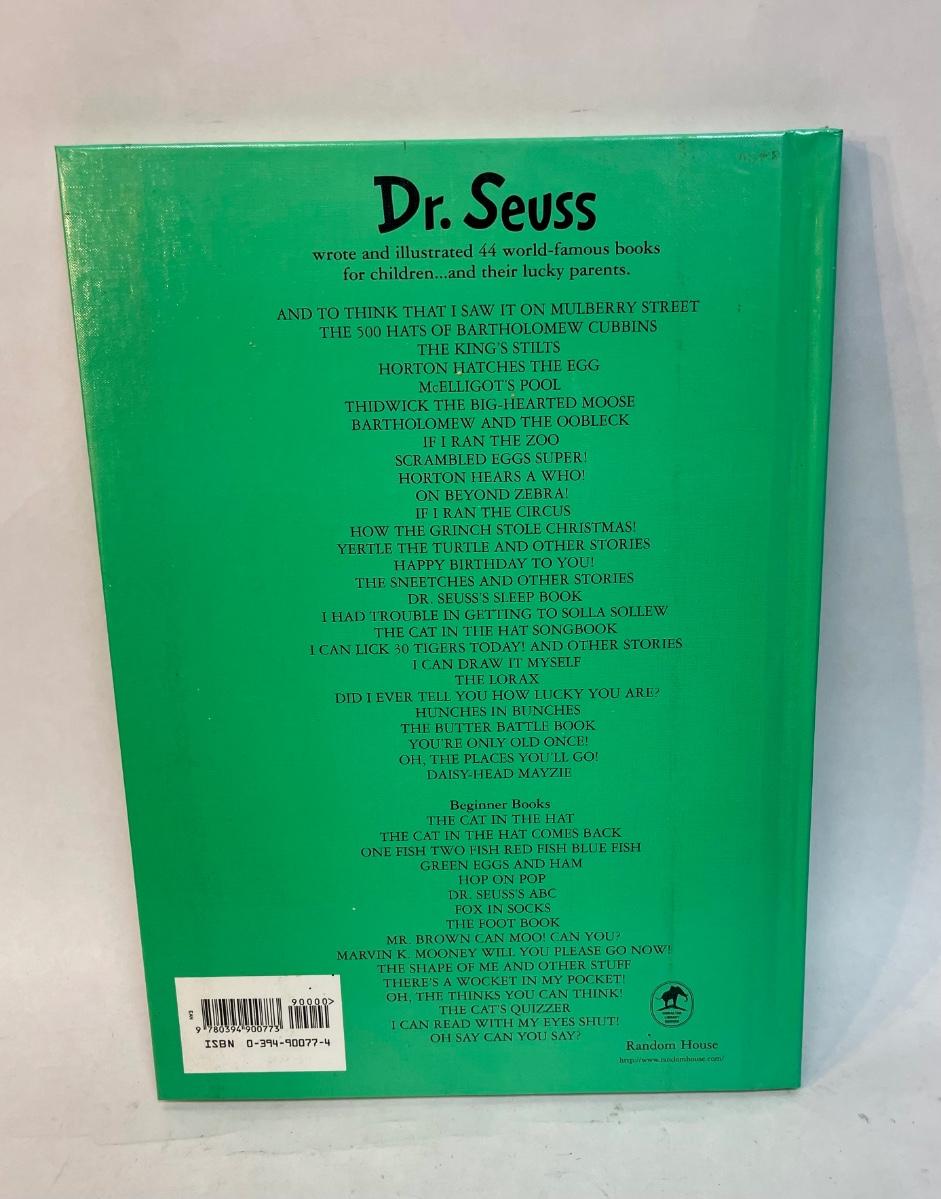 Dr. Seuss
wrote and illustrated 44 world-famous books
for children...and their lucky parents.
AND TO THINK THAT I SAW IT ON MULBERRY STREET
THE 500 HATS OF BARTHOLOMEW CUBBINS
THE KING'S STILTS
HORTON HATCHES THE EGG
McELLIGOT'S POOL
THIDWICK THE BIG-HEARTED MOOSE
BARTHOLOMEW AND THE OOBLECK
IF I RAN THE ZOO
SCRAMBLED EGGS SUPER!
HORTON HEARS A WHO!
ON BEYOND ZEBRA!
IF I RAN THE CIRCUS
HOW THE GRINCH STOLE CHRISTMAS!
YERTLE THE TURTLE AND OTHER STORIES
HAPPY BIRTHDAY TO YOU!
THE SNEETCHES AND OTHER STORIES
DR. SEUSS'S SLEEP BOOK
I HAD TROUBLE IN GETTING TO SOLLA SOLLEW
THE CAT IN THE HAT SONGBOOK
I CAN LICK 30 TIGERS TODAY! AND OTHER STORIES
I CAN DRAW IT MYSELF
THE LORAX
DID I EVER TELL YOU HOW LUCKY YOU ARE?
HUNCHES IN BUNCHES
THE BUTTER BATTLE BOOK
YOU'RE ONLY OLD ONCE!
OH, THE PLACES YOU'LL GO!
DAISY-HEAD MAYZIE
Beginner Books
THE CAT IN THE HAT
THE CAT IN THE HAT COMES BACK
ONE FISH TWO FISH RED FISH BLUE FISH
GREEN EGGS AND HAM
HOP ON POP
DR. SEUSS'S ABC
FOX IN SOCKS
THE FOOT BOOK
MR. BROWN CAN MOO! CAN YOU?
MARVIN K. MOONEY WILL YOU PLEASE GO NOW!
THE SHAPE OF ME AND OTHER STUFF
THERE'S A WOCKET IN MY POCKET!
OH, THE THINKS YOU CAN THINK!
THE CAT'S QUIZZER
I CAN READ WITH MY EYES SHUT!
OH SAY CAN YOU SAY?
EAN
90000>
9 780394 900773
ISBN 0-394-90077-4
Random House
http://www.randomhouse.com/